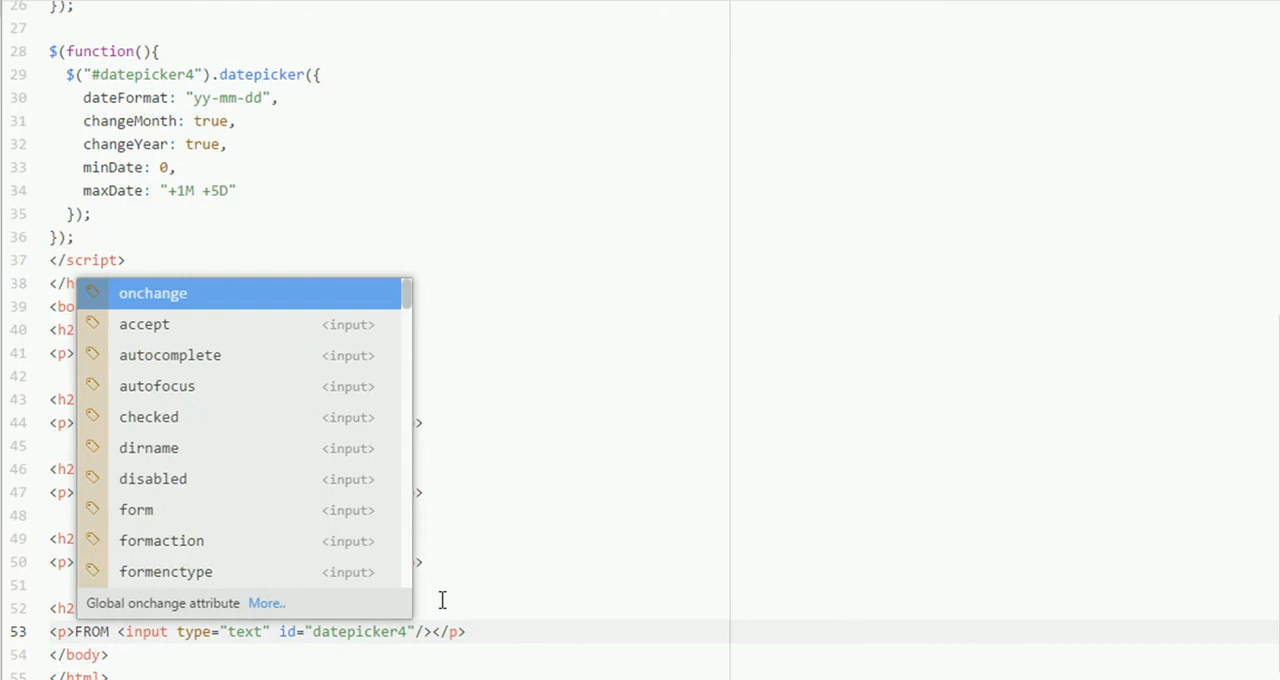 26 });
27
28 $(function(){
29 $("#datepicker4").datepicker({
30 dateFormat: "yy-mm-dd",
31 changeMonth: true,
32 changeYear: true,
33 minDate: 0,
34 maxDate: "+1M +5D"
35 });
36 });
37 </script>
38 </h
39 <bo
40 <h2
41 <p>
42
43 <h2
44 <p> >
45
46 <h2
47 <p> >
48
49 <h2
50 <p> >
51
52 <h2
53 <p>FROM <input type="text" id="datepicker4"/></p>
54 </body>
55 </html>
onchange
accept <input>
autocomplete <input>
autofocus <input>
checked <input>
dirname <input>
disabled <input>
form <input>
formaction <input>
formenctype <input>
Global onchange attribute More..